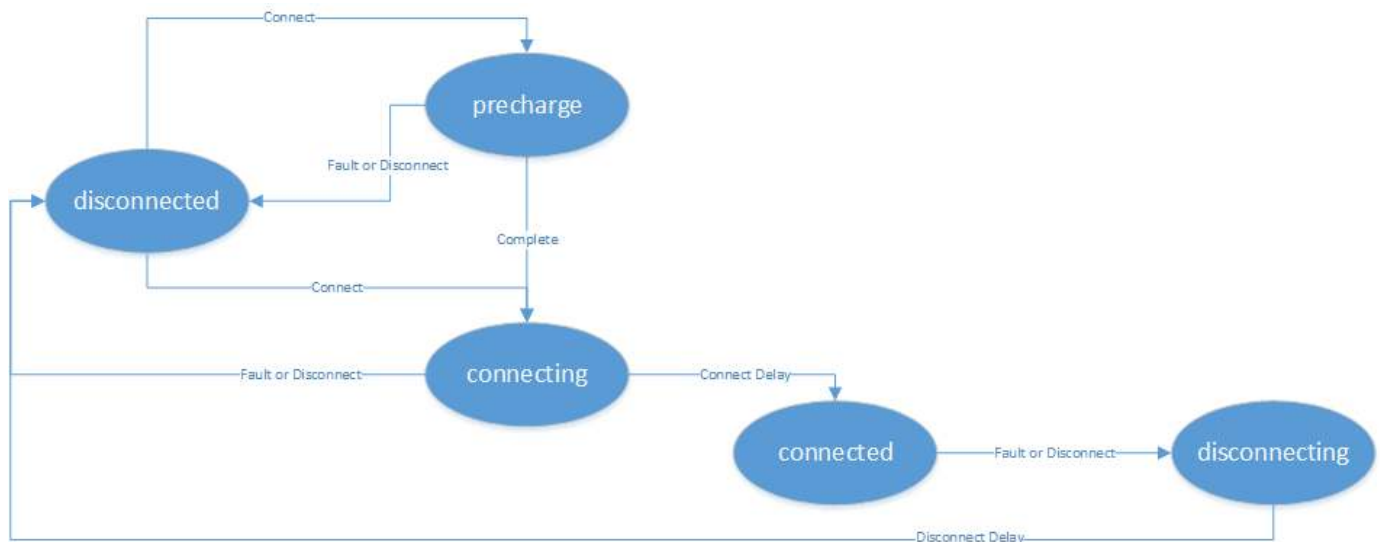 Connect
precharge
Fault or Disconnect
disconnected
Complete
Connect
connecting
Fault or Disconnect
Connect Delay
connected
Fault or Disconnect
disconnecting
Disconnect Delay